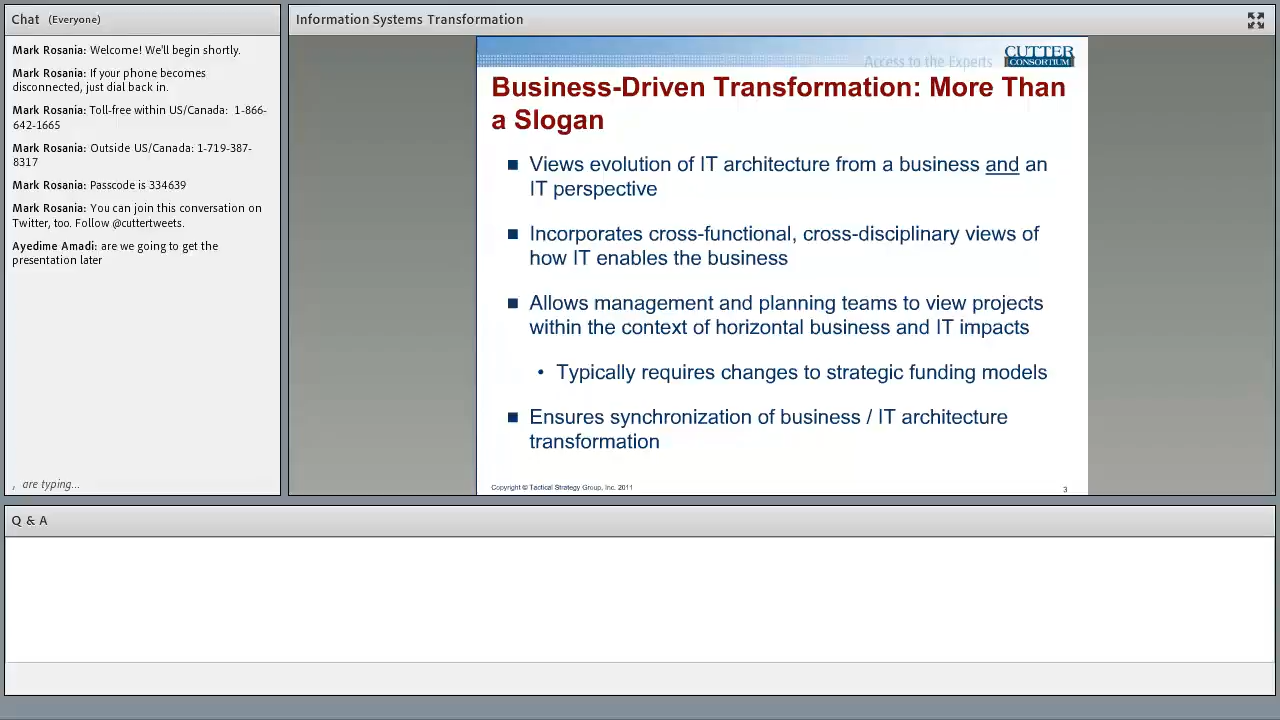 Chat (Everyone)
Mark Rosania: Welcome! We'll begin shortly.
Mark Rosania: If your phone becomes
disconnected, just dial back in.
Mark Rosania: Toll-free within US/Canada: 1-866-
642-1665
Mark Rosania: Outside US/Canada: 1-719-387-
8317
Mark Rosania: Passcode is 334639
Mark Rosania: You can join this conversation on
Twitter, too. Follow @cuttertweets.
Ayedime Amadi: are we going to get the
presentation later
, are typing...
Information Systems Transformation
Access to the Experts
CUTTER
CONSORTIUM
Business-Driven Transformation: More Than
a Slogan
■ Views evolution of IT architecture from a business and an
IT perspective
■ Incorporates cross-functional, cross-disciplinary views of
how IT enables the business
■ Allows management and planning teams to view projects
within the context of horizontal business and IT impacts
• Typically requires changes to strategic funding models
■ Ensures synchronization of business / IT architecture
transformation
Copyright © Tactical Strategy Group, Inc. 2011
3
Q & A